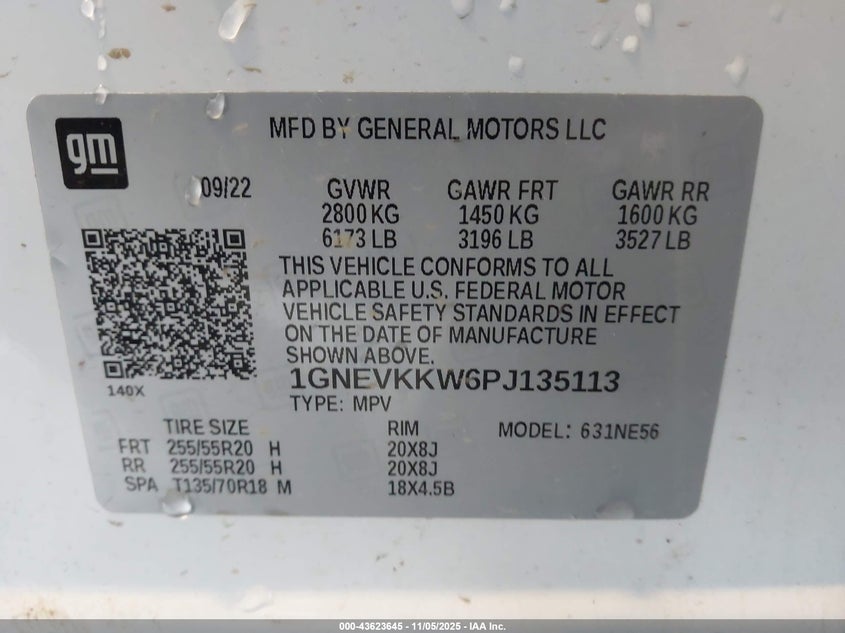 gm
MFD BY GENERAL MOTORS LLC
09/22 GVWR GAWR FRT GAWR RR
2800 KG 1450 KG 1600 KG
6173 LB 3196 LB 3527 LB
THIS VEHICLE CONFORMS TO ALL
APPLICABLE U.S. FEDERAL MOTOR
VEHICLE SAFETY STANDARDS IN EFFECT
ON THE DATE OF MANUFACTURE
SHOWN ABOVE.
140X
1GNEVKKW6PJ135113
TYPE: MPV
TIRE SIZE RIM MODEL: 631NE56
FRT 255/55R20 H 20X8J
RR 255/55R20 H 20X8J
SPA T135/70R18 M 18X4.5B
000-43623645 - 11/05/2025 - IAA Inc.